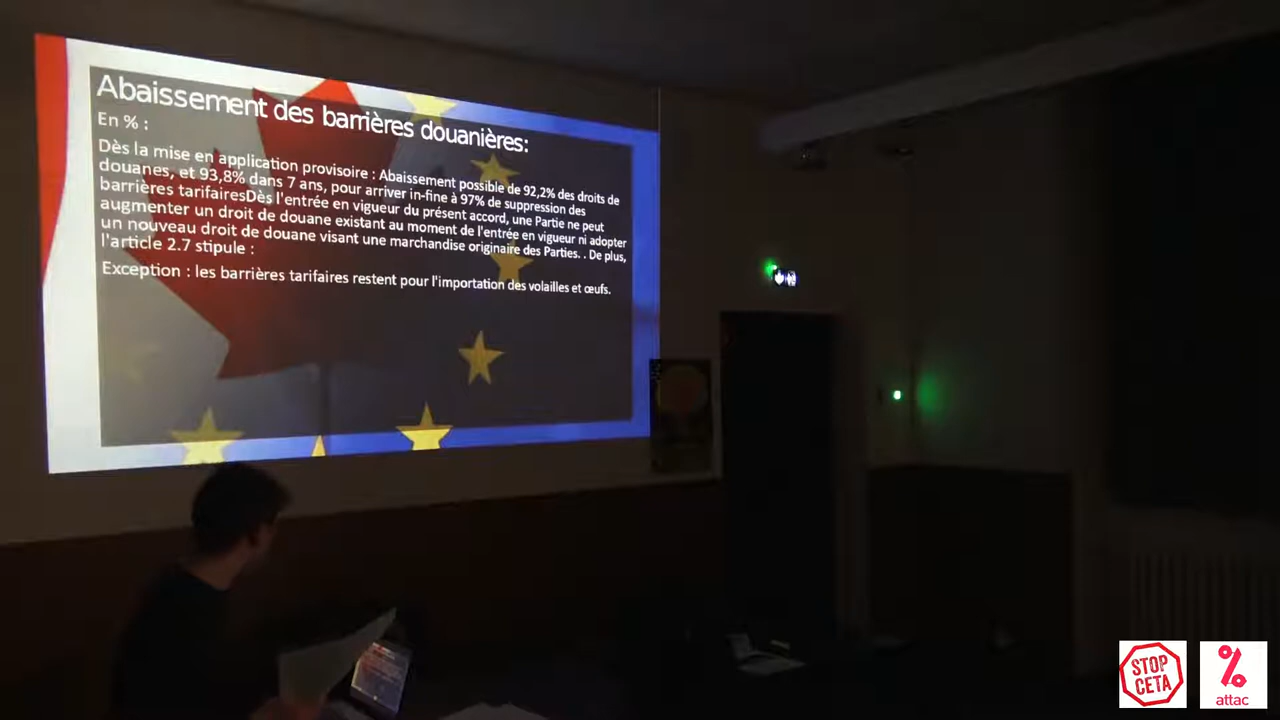 Abaissement des barrières douanières:
En % :
Dès la mise en application provisoire : Abaissement possible de 92,2% des droits de
douanes, et 93,8% dans 7 ans, pour arriver in-fine à 97% de suppression des
barrières tarifairesDès l'entrée en vigueur du présent accord, une Partie ne peut
augmenter un droit de douane existant au moment de l'entrée en vigueur ni adopter
un nouveau droit de douane visant une marchandise originaire des Parties. . De plus,
l'article 2.7 stipule :
Exception : les barrières tarifaires restent pour l'importation des volailles et œufs.
STOP
CETA
%
attac